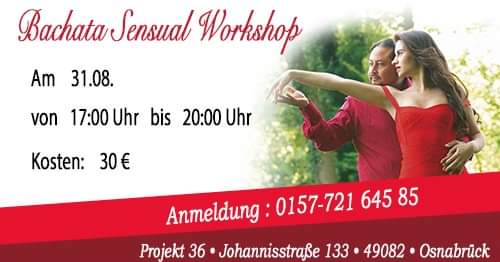 Bachata Sensual Workshop
Am 31.08.
von 17:00 Uhr bis 20:00 Uhr
Kosten: 30 €
Anmeldung : 0157-721 645 85
Projekt 36 • Johannisstraße 133 • 49082 • Osnabrück